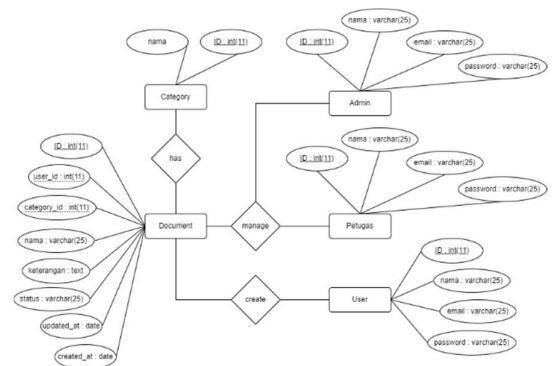 nama
ID : int(11)
Category
has
ID : int(11)
nama : varchar(25)
email : varchar(25)
password : varchar(25)
Admin
ID : int(11)
nama : varchar(25)
email : varchar(25)
password : varchar(25)
Petugas
ID : int(11)
user_id : int(11)
category_id : int(11)
nama : varchar(25)
keterangan : text
status : varchar(25)
updated_at : date
created_at : date
Document
manage
create
User
ID : int(11)
nama : varchar(25)
email : varchar(25)
password : varchar(25)